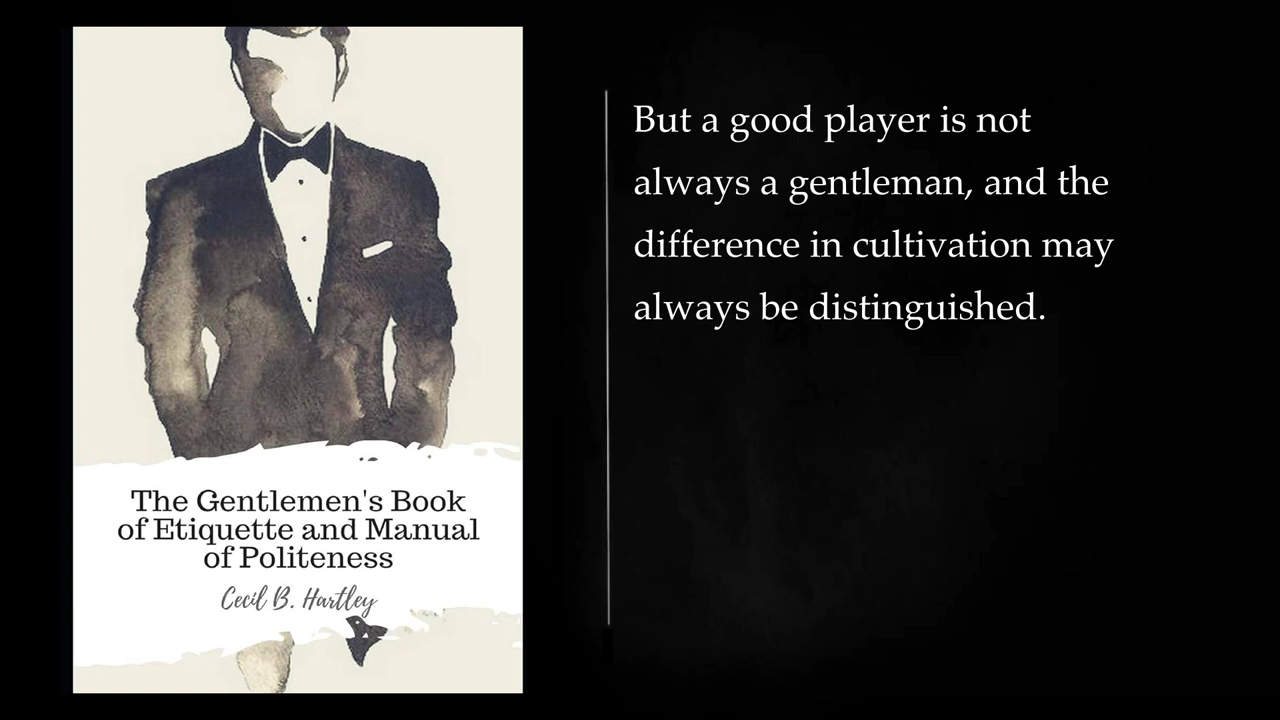 The Gentlemen's Book
of Etiquette and Manual
of Politeness
Cecil B. Hartley
But a good player is not
always a gentleman, and the
difference in cultivation may
always be distinguished.